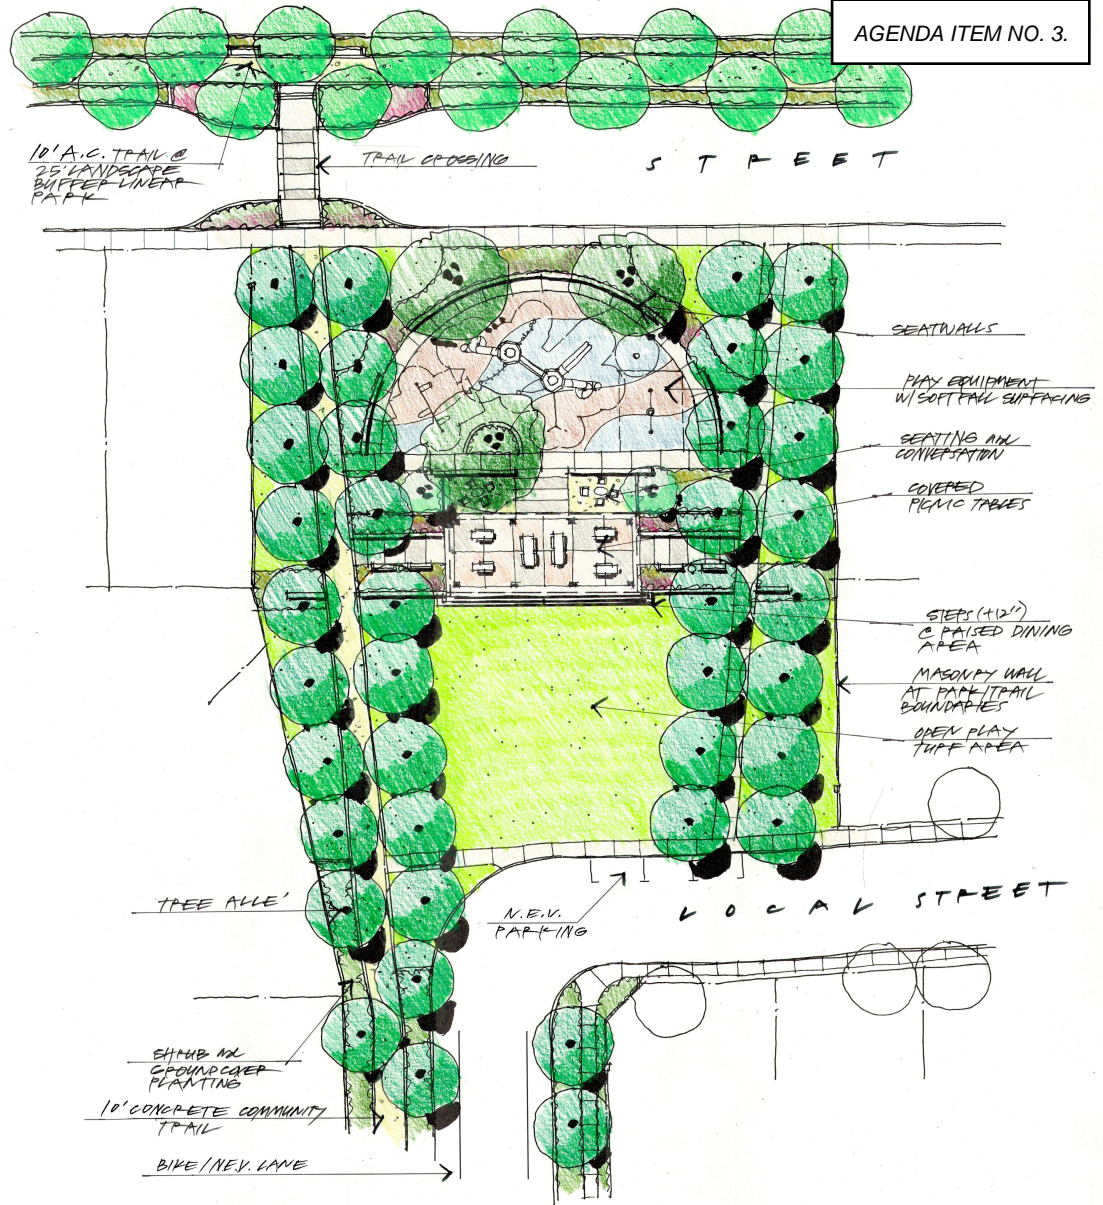 AGENDA ITEM NO. 3.
10' A.C. TRAIL @
25' LANDSCAPE
BUFFER LINEAR
PARK
TRAIL CROSSING
STREET
SEATWALLS
PLAY EQUIPMENT
W/ SOFT FALL SURFACING
SEATING AND
CONVERSATION
COVERED
PICNIC TABLES
STEPS (+12")
@ RAISED DINING
AREA
MASONRY WALL
AT PARK/TRAIL
BOUNDARIES
OPEN PLAY
TURF AREA
TREE ALLE'
N.E.V.
PARKING
LOCAL STREET
SHRUB AND
GROUNDCOVER
PLANTING
10' CONCRETE COMMUNITY
TRAIL
BIKE/N.E.V. LANE